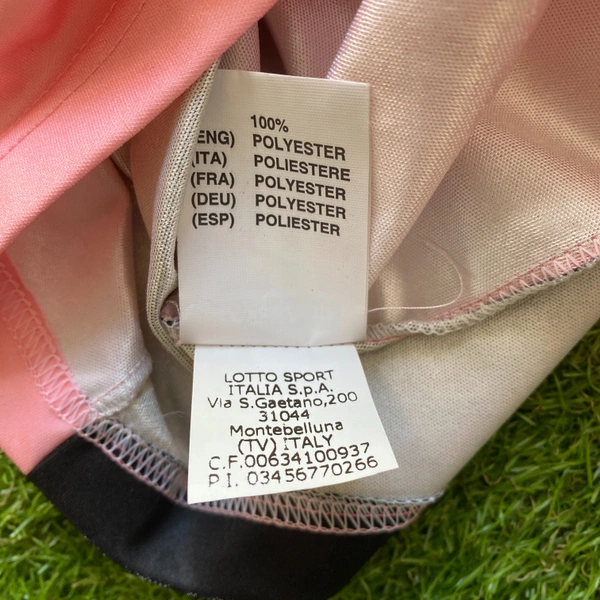 100%
ENG) POLYESTER
ITA) POLIESTERE
(FRA) POLYESTER
(DEU) POLYESTER
(ESP) POLIESTER
LOTTO SPORT
ITALIA S.p.A.
Via S.Gaetano,200
31044
Montebelluna
(TV) ITALY
C.F.00634100937
P.I. 03456770266